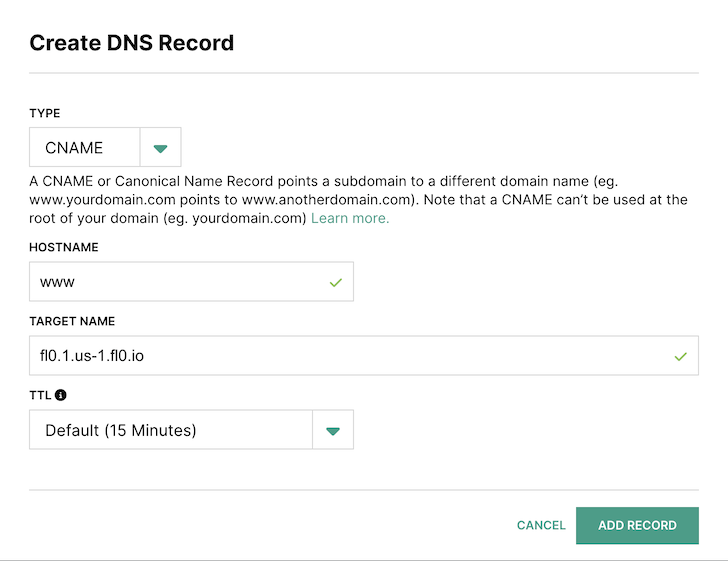 Create DNS Record
TYPE
CNAME
A CNAME or Canonical Name Record points a subdomain to a different domain name (eg.
www.yourdomain.com points to www.anotherdomain.com). Note that a CNAME can’t be used at the
root of your domain (eg. yourdomain.com) Learn more.
HOSTNAME
www
TARGET NAME
fl0.1.us-1.fl0.io
TTL
Default (15 Minutes)
CANCEL ADD RECORD